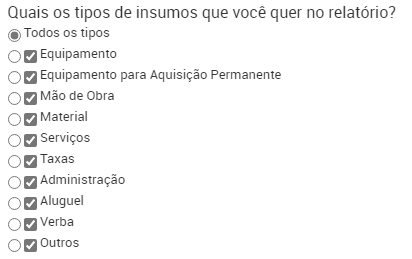 Quais os tipos de insumos que você quer no relatório?
Todos os tipos
Equipamento
Equipamento para Aquisição Permanente
Mão de Obra
Material
Serviços
Taxas
Administração
Aluguel
Verba
Outros